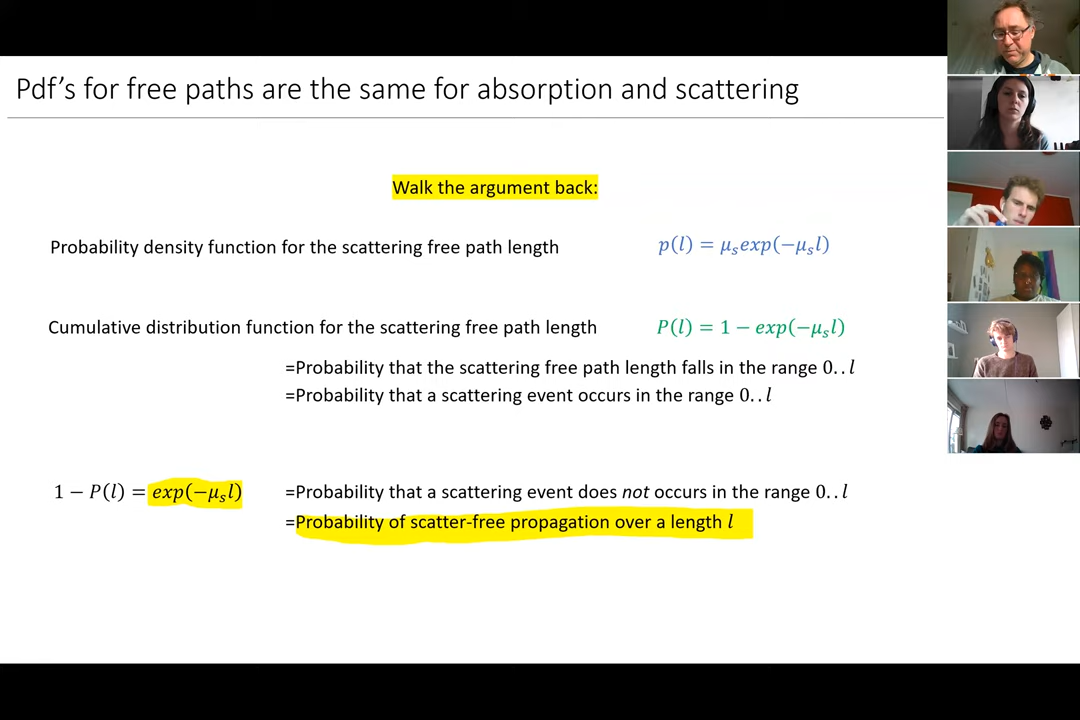 Pdf's for free paths are the same for absorption and scattering
Walk the argument back:
Probability density function for the scattering free path length p(l) = μₛexp(−μₛl)
Cumulative distribution function for the scattering free path length P(l) = 1 − exp(−μₛl)
=Probability that the scattering free path length falls in the range 0..l
=Probability that a scattering event occurs in the range 0..l
1 − P(l) = exp(−μₛl) =Probability that a scattering event does not occurs in the range 0..l
=Probability of scatter-free propagation over a length l